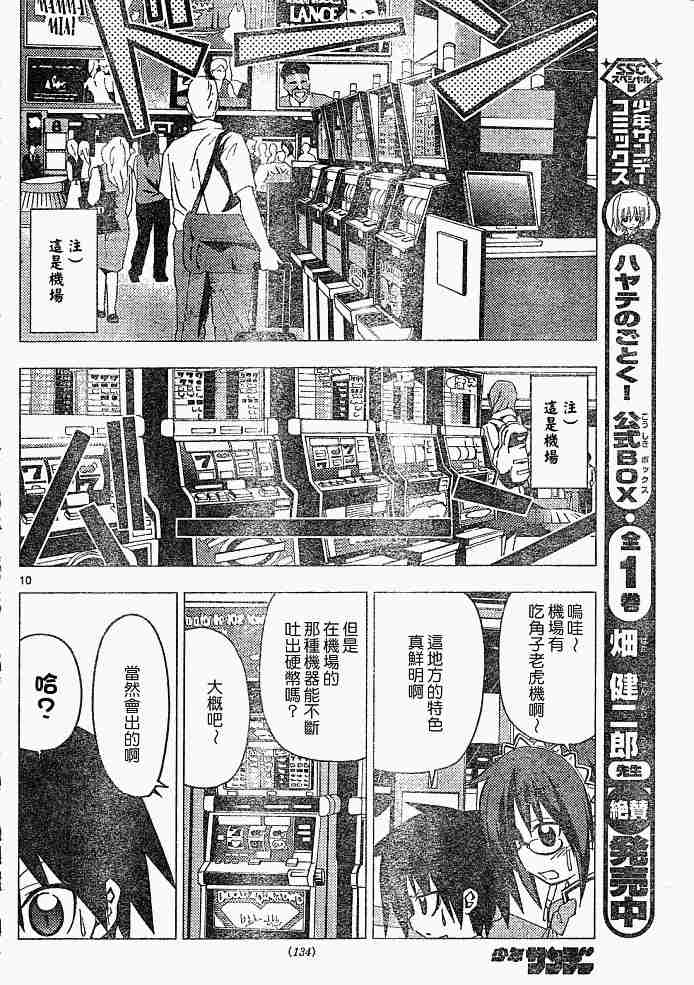 MAMMA
MIA!
LANCE
注）
這是機場
注）
這是機場
10
嗚哇～
機場有
吃角子老虎機啊～
這地方的特色
真鮮明啊
但是
在機場的
那種機器能不斷
吐出硬幣嗎？
大概吧～
當然會出的啊
哈？
(134)
少年サンデー
SSC
スペシャル版
少年サンデーコミックス
ハヤテのごとく！公式BOX・全1巻
こうしきボックス
畑健二郎先生絶賛発売中